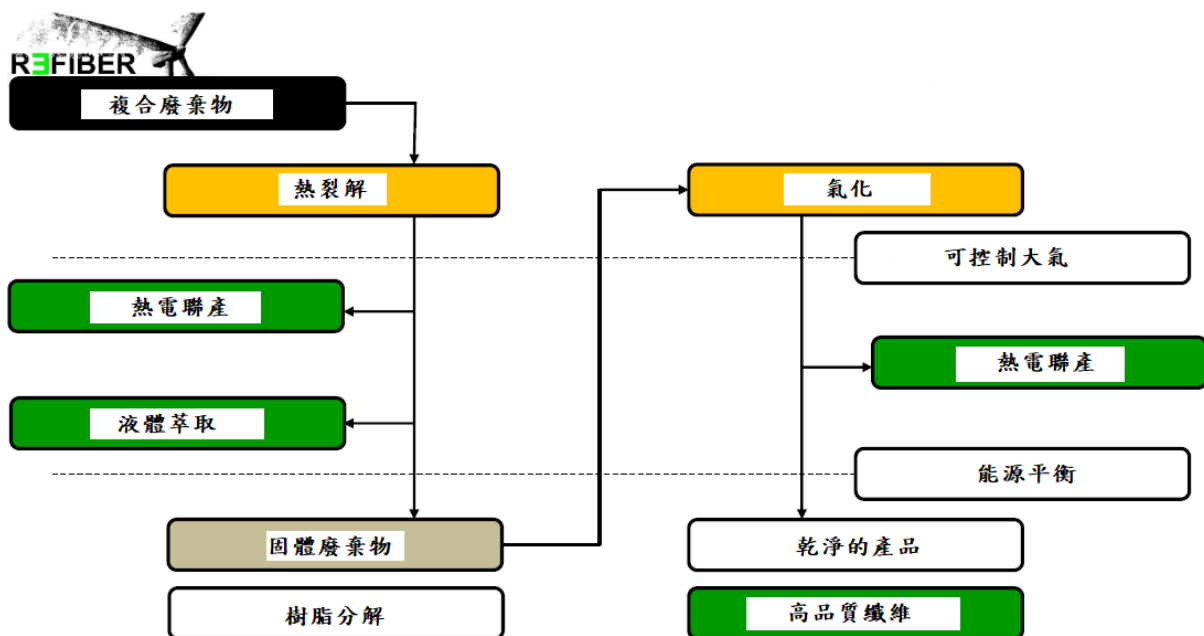 REFIBER
複合廢棄物
熱裂解
氣化
可控制大氣
熱電聯產
熱電聯產
液體萃取
能源平衡
固體廢棄物
乾淨的產品
樹脂分解
高品質纖維